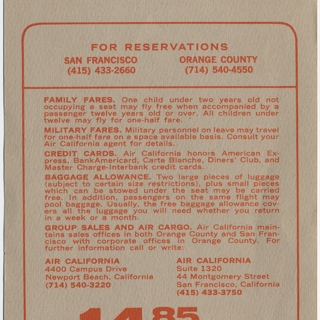 FOR RESERVATIONS
SAN FRANCISCO
(415) 433-2660
ORANGE COUNTY
(714) 540-4550
FAMILY FARES. One child under two years old not
occupying a seat may fly free when accompanied by a
passenger twelve years old or over. All children under
twelve may fly for one-half fare.
MILITARY FARES. Military personnel on leave may travel
for one-half fare on a space available basis. Consult your
Air California agent for details.
CREDIT CARDS. Air California honors American Ex-
press, BankAmericard, Carte Blanche, Diners' Club, and
Master Charge-Interbank credit cards.
BAGGAGE ALLOWANCE. Two large pieces of luggage
(subject to certain size restrictions), plus small pieces
which can be stowed under the seat may be carried
free. In addition, passengers on the same flight may
pool baggage. Usually, the free baggage allowance cov-
ers all the luggage you will need whether you return
in a week or a month.
GROUP SALES AND AIR CARGO. Air California main-
tains sales offices in both Orange County and San Fran-
cisco with corporate offices in Orange County. For
further information call or write:
AIR CALIFORNIA
4400 Campus Drive
Newport Beach, California
(714) 540-3220
AIR CALIFORNIA
Suite 1320
44 Montgomery Street
San Francisco, California
(415) 433-3750
14 85